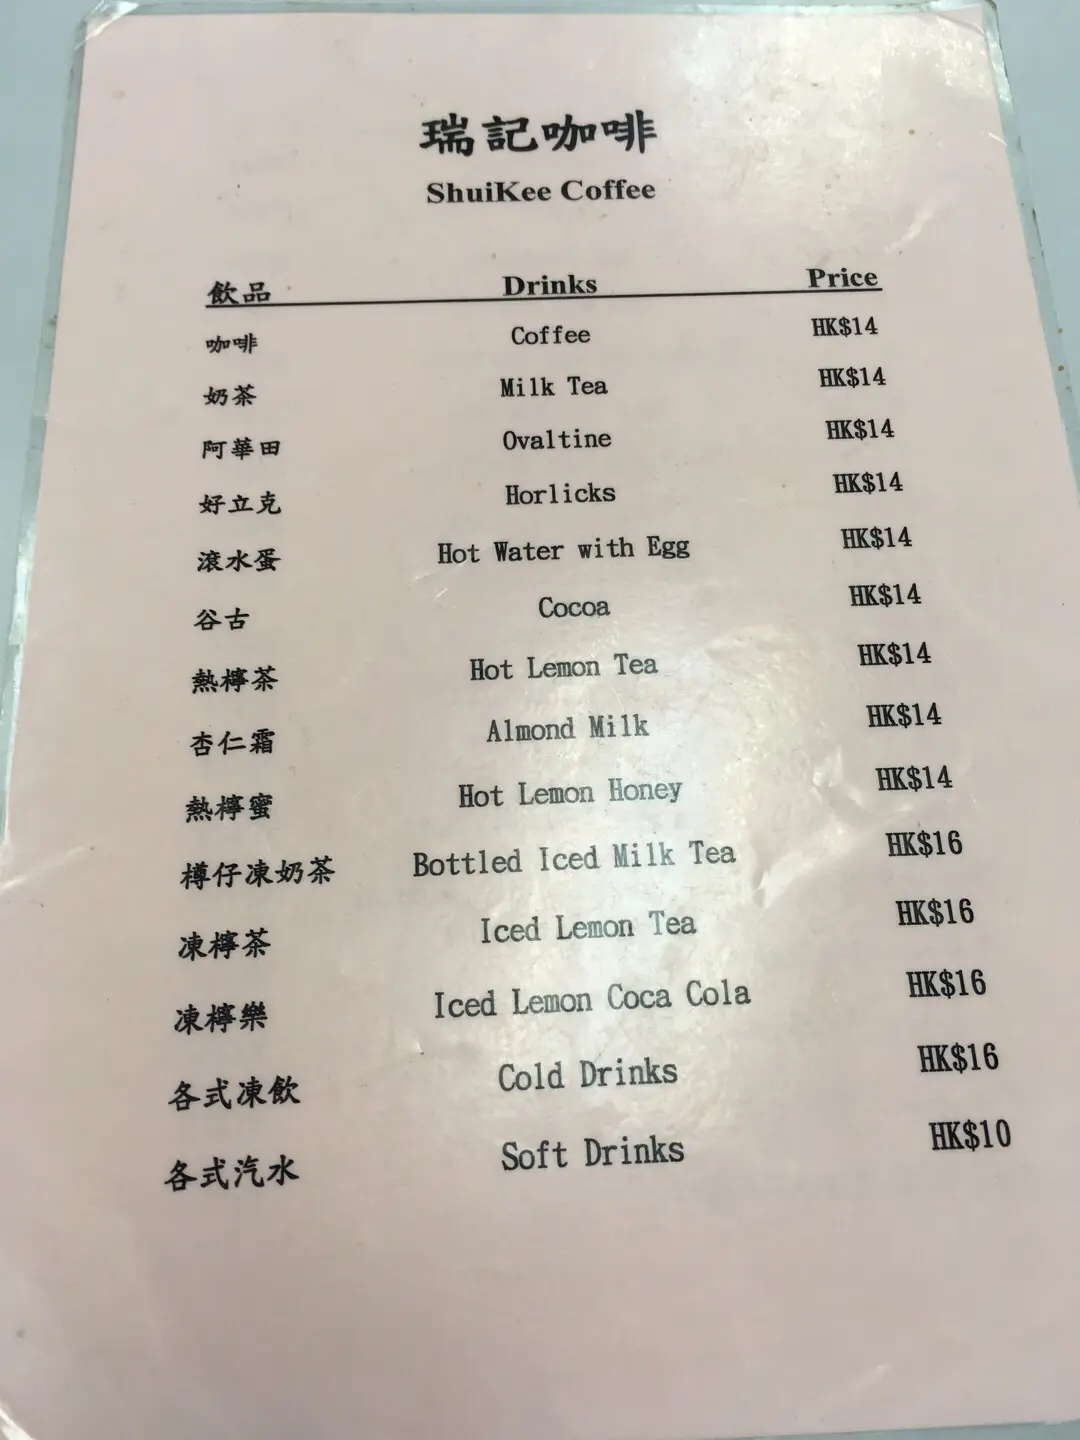 瑞記咖啡
ShuiKee Coffee
飲品 Drinks Price
咖啡 Coffee HK$14
奶茶 Milk Tea HK$14
阿華田 Ovaltine HK$14
好立克 Horlicks HK$14
滾水蛋 Hot Water with Egg HK$14
谷古 Cocoa HK$14
熱檸茶 Hot Lemon Tea HK$14
杏仁霜 Almond Milk HK$14
熱檸蜜 Hot Lemon Honey HK$14
樽仔凍奶茶 Bottled Iced Milk Tea HK$16
凍檸茶 Iced Lemon Tea HK$16
凍檸樂 Iced Lemon Coca Cola HK$16
各式凍飲 Cold Drinks HK$16
各式汽水 Soft Drinks HK$10